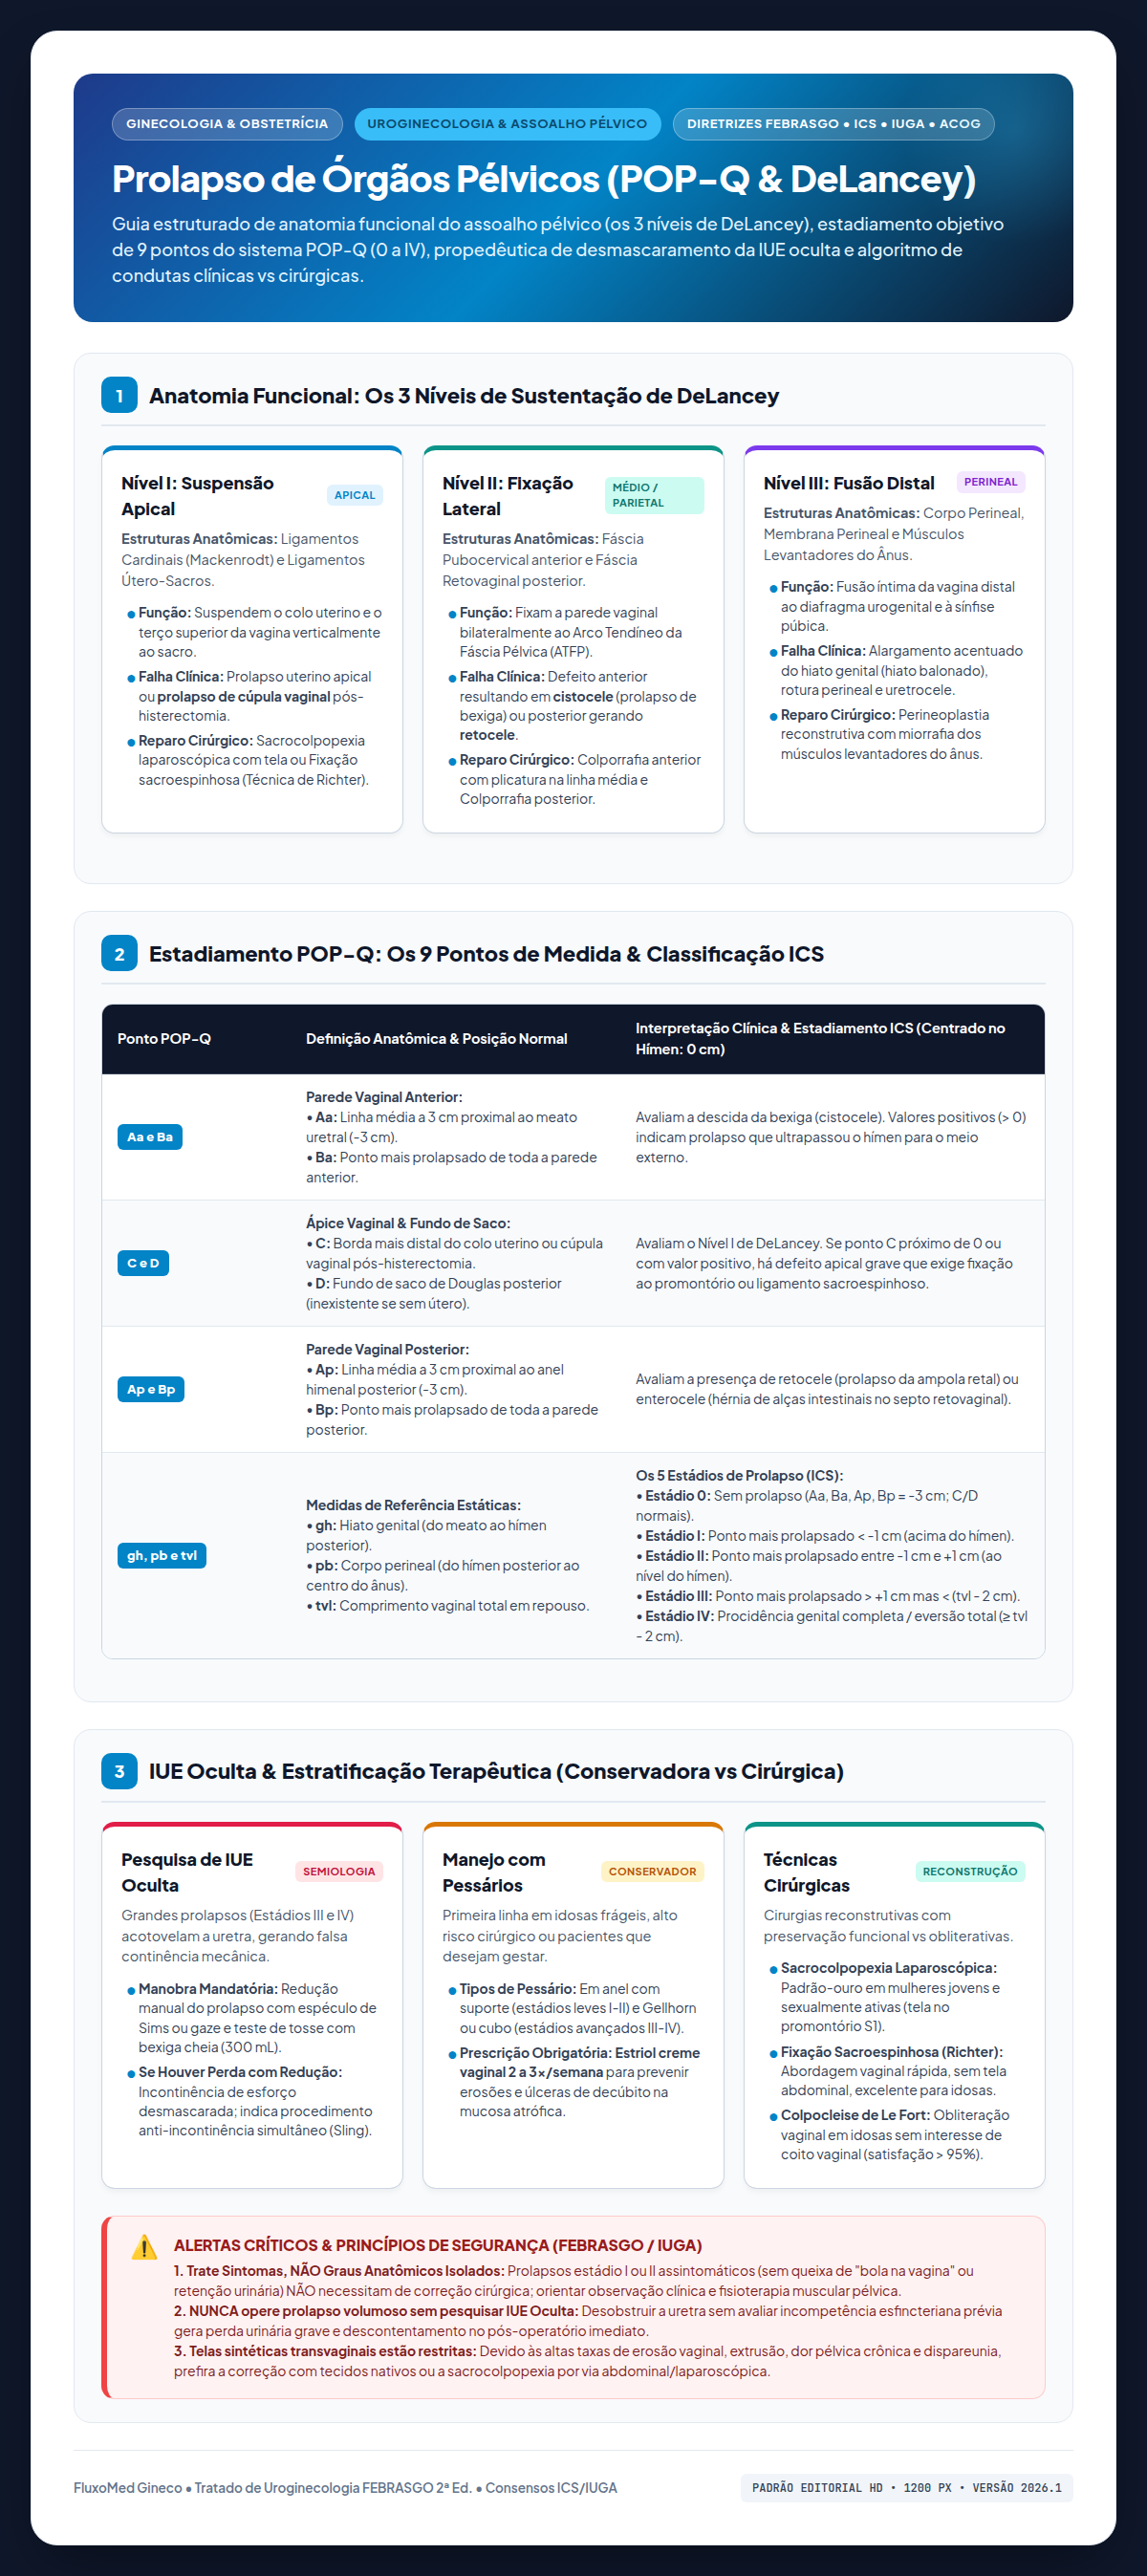 GINECOLOGIA & OBSTETRÍCIA
UROGINECOLOGIA & ASSOALHO PÉLVICO
DIRETRIZES FEBRASGO • ICS • IUGA • ACOG
Prolapso de Órgãos Pélvicos (POP-Q & DeLancey)
Guia estruturado de anatomia funcional do assoalho pélvico (os 3 níveis de DeLancey), estadiamento objetivo
de 9 pontos do sistema POP-Q (0 a IV), propedêutica de desmascaramento da IUE oculta e algoritmo de
condutas clínicas vs cirúrgicas.
1
Anatomia Funcional: Os 3 Níveis de Sustentação de DeLancey
Nível I: Suspensão
Apical
APICAL
Estruturas Anatômicas: Ligamentos
Cardinais (Mackenrodt) e Ligamentos
Útero-Sacros.
• Função: Suspendem o colo uterino e o
terço superior da vagina verticalmente
ao sacro.
• Falha Clínica: Prolapso uterino apical
ou prolapso de cúpula vaginal pós-
histerectomia.
• Reparo Cirúrgico: Sacrocolpopexia
laparoscópica com tela ou Fixação
sacroespinhosa (Técnica de Richter).
Nível II: Fixação
Lateral
MÉDIO /
PARIETAL
Estruturas Anatômicas: Fáscia
Pubocervical anterior e Fáscia
Retovaginal posterior.
• Função: Fixam a parede vaginal
bilateralmente ao Arco Tendíneo da
Fáscia Pélvica (ATFP).
• Falha Clínica: Defeito anterior
resultando em cistocele (prolapso de
bexiga) ou posterior gerando
retocele.
• Reparo Cirúrgico: Colporrafia anterior
com plicatura na linha média e
Colporrafia posterior.
Nível III: Fusão Distal
PERINEAL
Estruturas Anatômicas: Corpo Perineal,
Membrana Perineal e Músculos
Levantadores do Ânus.
• Função: Fusão íntima da vagina distal
ao diafragma urogenital e à sínfise
púbica.
• Falha Clínica: Alargamento acentuado
do hiato genital (hiato balonado),
rotura perineal e uretrocele.
• Reparo Cirúrgico: Perineoplastia
reconstrutiva com miorrafia dos
músculos levantadores do ânus.
2
Estadiamento POP-Q: Os 9 Pontos de Medida & Classificação ICS
Ponto POP-Q
Definição Anatômica & Posição Normal
Interpretação Clínica & Estadiamento ICS (Centrado no
Hímen: 0 cm)
Aa e Ba
Parede Vaginal Anterior:
• Aa: Linha média a 3 cm proximal ao meato
uretral (-3 cm).
• Ba: Ponto mais prolapsado de toda a parede
anterior.
Avaliam a descida da bexiga (cistocele). Valores positivos (> 0)
indicam prolapso que ultrapassou o hímen para o meio
externo.
C e D
Ápice Vaginal & Fundo de Saco:
• C: Borda mais distal do colo uterino ou cúpula
vaginal pós-histerectomia.
• D: Fundo de saco de Douglas posterior
(inexistente se sem útero).
Avaliam o Nível I de DeLancey. Se ponto C próximo de 0 ou
com valor positivo, há defeito apical grave que exige fixação
ao promontório ou ligamento sacroespinhoso.
Ap e Bp
Parede Vaginal Posterior:
• Ap: Linha média a 3 cm proximal ao anel
himenal posterior (-3 cm).
• Bp: Ponto mais prolapsado de toda a parede
posterior.
Avaliam a presença de retocele (prolapso da ampola retal) ou
enterocele (hérnia de alças intestinais no septo retovaginal).
gh, pb e tvl
Medidas de Referência Estáticas:
• gh: Hiato genital (do meato ao hímen
posterior).
• pb: Corpo perineal (do hímen posterior ao
centro do ânus).
• tvl: Comprimento vaginal total em repouso.
Os 5 Estádios de Prolapso (ICS):
• Estádio 0: Sem prolapso (Aa, Ba, Ap, Bp = -3 cm; C/D
normais).
• Estádio I: Ponto mais prolapsado < -1 cm (acima do hímen).
• Estádio II: Ponto mais prolapsado entre -1 cm e +1 cm (ao
nível do hímen).
• Estádio III: Ponto mais prolapsado > +1 cm mas < (tvl - 2 cm).
• Estádio IV: Procidência genital completa / eversão total (≥ tvl
- 2 cm).
3
IUE Oculta & Estratificação Terapêutica (Conservadora vs Cirúrgica)
Pesquisa de IUE
Oculta
SEMIOLOGIA
Grandes prolapsos (Estádios III e IV)
acotovelam a uretra, gerando falsa
continência mecânica.
• Manobra Mandatória: Redução
manual do prolapso com espéculo de
Sims ou gaze e teste de tosse com
bexiga cheia (300 mL).
• Se Houver Perda com Redução:
Incontinência de esforço
desmascarada; indica procedimento
anti-incontinência simultâneo (Sling).
Manejo com
Pessários
CONSERVADOR
Primeira linha em idosas frágeis, alto
risco cirúrgico ou pacientes que
desejam gestar.
• Tipos de Pessário: Em anel com
suporte (estádios leves I-II) e Gellhorn
ou cubo (estádios avançados III-IV).
• Prescrição Obrigatória: Estriol creme
vaginal 2 a 3×/semana para prevenir
erosões e úlceras de decúbito na
mucosa atrófica.
Técnicas
Cirúrgicas
RECONSTRUÇÃO
Cirurgias reconstrutivas com
preservação funcional vs obliterativas.
• Sacrocolpopexia Laparoscópica:
Padrão-ouro em mulheres jovens e
sexualmente ativas (tela no
promontório S1).
• Fixação Sacroespinhosa (Richter):
Abordagem vaginal rápida, sem tela
abdominal, excelente para idosas.
• Colpocleise de Le Fort: Obliteração
vaginal em idosas sem interesse de
coito vaginal (satisfação > 95%).
⚠️ ALERTAS CRÍTICOS & PRINCÍPIOS DE SEGURANÇA (FEBRASGO / IUGA)
1. Trate Sintomas, NÃO Graus Anatômicos Isolados: Prolapsos estádio I ou II assintomáticos (sem queixa de "bola na vagina" ou
retenção urinária) NÃO necessitam de correção cirúrgica; orientar observação clínica e fisioterapia muscular pélvica.
2. NUNCA opere prolapso volumoso sem pesquisar IUE Oculta: Desobstruir a uretra sem avaliar incompetência esfincteriana prévia
gera perda urinária grave e descontentamento no pós-operatório imediato.
3. Telas sintéticas transvaginais estão restritas: Devido às altas taxas de erosão vaginal, extrusão, dor pélvica crônica e dispareunia,
prefira a correção com tecidos nativos ou a sacrocolpopexia por via abdominal/laparoscópica.
FluxoMed Gineco • Tratado de Uroginecologia FEBRASGO 2ª Ed. • Consensos ICS/IUGA
PADRÃO EDITORIAL HD • 1200 PX • VERSÃO 2026.1